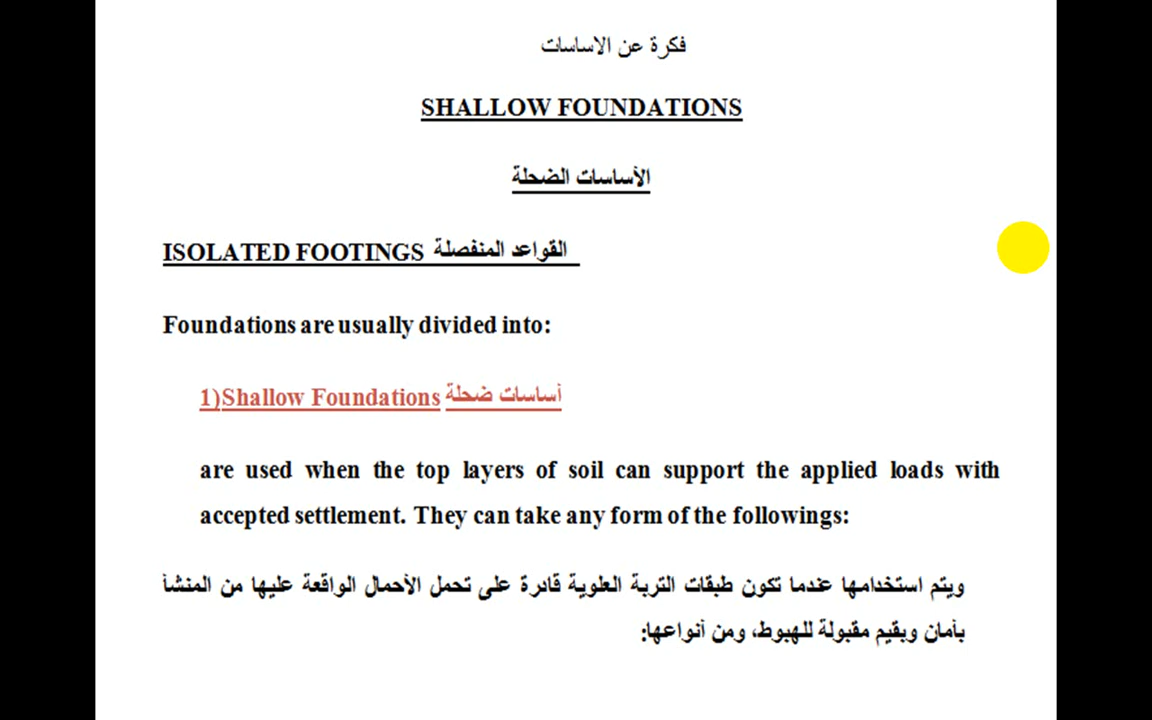 فكرة عن الاساسات
SHALLOW FOUNDATIONS
الأساسات الضحلة
ISOLATED FOOTINGS القواعد المنفصلة
Foundations are usually divided into:
1)Shallow Foundations أساسات ضحلة
are used when the top layers of soil can support the applied loads with
accepted settlement. They can take any form of the followings:
ويتم استخدامها عندما تكون طبقات التربة العلوية قادرة على تحمل الأحمال الواقعة عليها من المنشأ
بأمان وبقيم مقبولة للهبوط، ومن أنواعها: